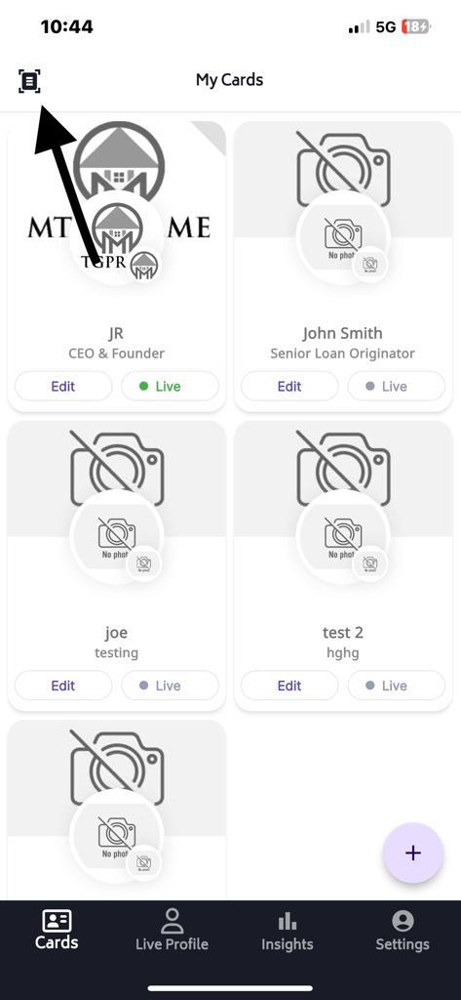 10:44
5G
18
My Cards
MT ME
TGPR
JR
CEO & Founder
Edit
Live
No photo
John Smith
Senior Loan Originator
Edit
Live
No photo
joe
testing
Edit
Live
No photo
test 2
hghg
Edit
Live
No photo
+
Cards
Live Profile
Insights
Settings